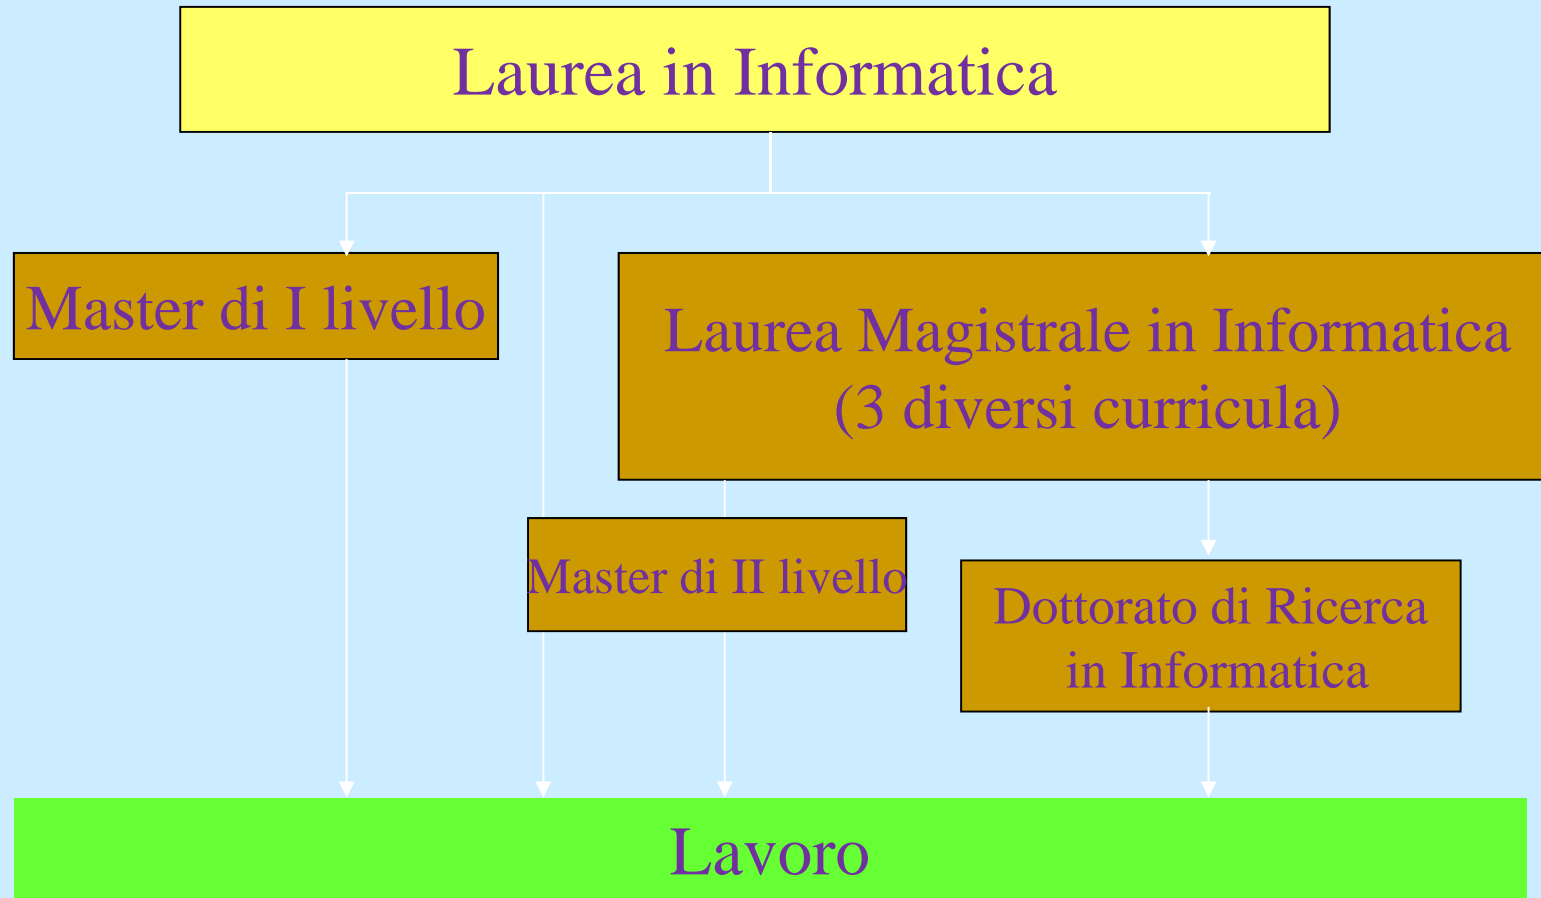 Laurea in Informatica
Master di I livello
Laurea Magistrale in Informatica
(3 diversi curricula)
Master di II livello
Dottorato di Ricerca
in Informatica
Lavoro